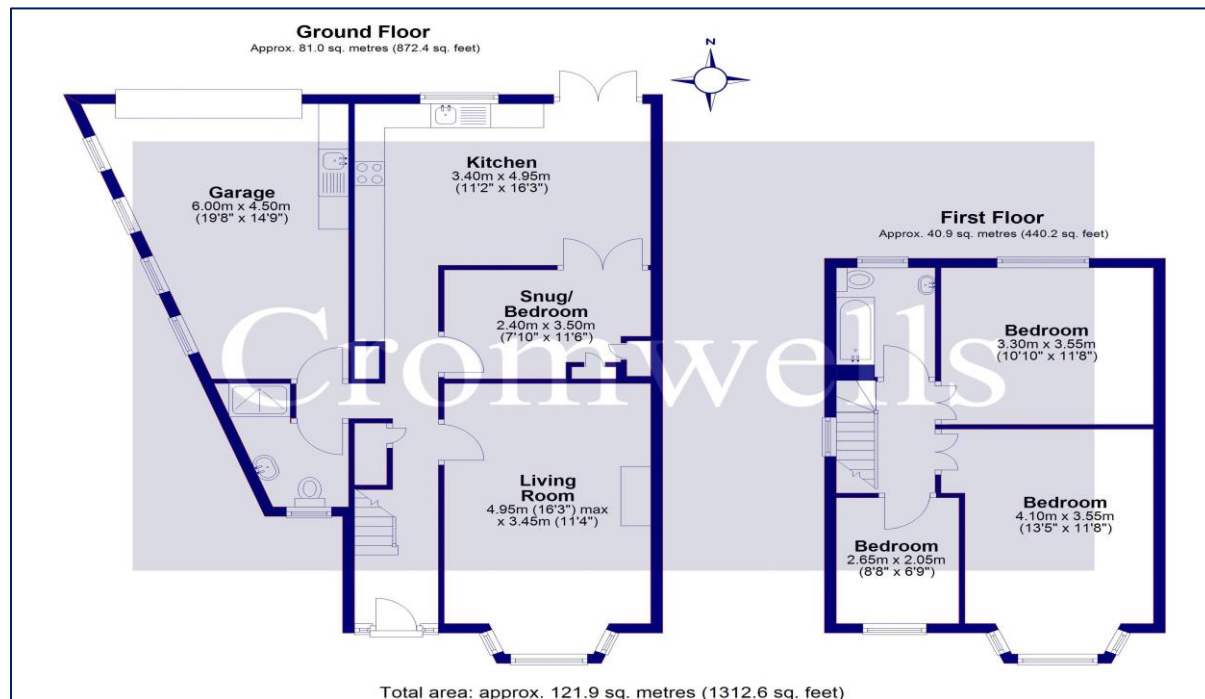 Ground Floor
Approx. 81.0 sq. metres (872.4 sq. feet)
N
Kitchen
3.40m x 4.95m
(11'2" x 16'3")
Garage
6.00m x 4.50m
(19'8" x 14'9")
Snug/
Bedroom
2.40m x 3.50m
(7'10" x 11'6")
Living
Room
4.95m (16'3") max
x 3.45m (11'4")
First Floor
Approx. 40.9 sq. metres (440.2 sq. feet)
Bedroom
3.30m x 3.55m
(10'10" x 11'8")
Bedroom
4.10m x 3.55m
(13'5" x 11'8")
Bedroom
2.65m x 2.05m
(8'8" x 6'9")
Cromwells
Total area: approx. 121.9 sq. metres (1312.6 sq. feet)